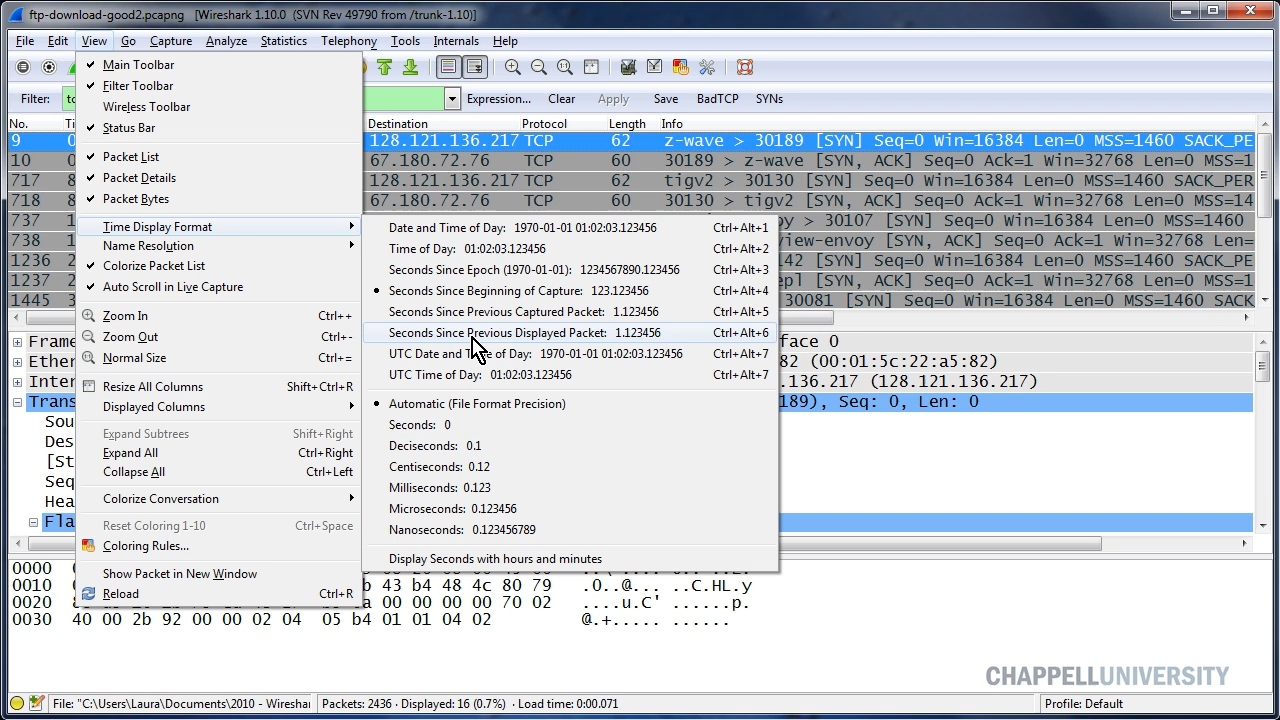 ftp-download-good2.pcapng [Wireshark 1.10.0 (SVN Rev 49790 from /trunk-1.10)]
File Edit View Go Capture Analyze Statistics Telephony Tools Internals Help
Main Toolbar
Filter Toolbar
Wireless Toolbar
Status Bar
Packet List
Packet Details
Packet Bytes
Time Display Format
Name Resolution
Colorize Packet List
Auto Scroll in Live Capture
Zoom In Ctrl++
Zoom Out Ctrl+-
Normal Size Ctrl+=
Resize All Columns Shift+Ctrl+R
Displayed Columns
Expand Subtrees Shift+Right
Expand All Ctrl+Right
Collapse All Ctrl+Left
Colorize Conversation
Reset Coloring 1-10 Ctrl+Space
Coloring Rules...
Show Packet in New Window
Reload Ctrl+R
Filter: Expression... Clear Apply Save BadTCP SYNs
No. Destination Protocol Length Info
9 0 128.121.136.217 TCP 62 z-wave > 30189 [SYN] Seq=0 Win=16384 Len=0 MSS=1460 SACK_PE
10 0 67.180.72.76 TCP 60 30189 > z-wave [SYN, ACK] Seq=0 Ack=1 Win=32768 Len=0 MSS=1
717 8 128.121.136.217 TCP 62 tigv2 > 30130 [SYN] Seq=0 Win=16384 Len=0 MSS=1460 SACK_PER
718 8 67.180.72.76 TCP 60 30130 > tigv2 [SYN, ACK] Seq=0 Ack=1 Win=32768 Len=0 MSS=1
737 > 30107 [SYN] Seq=0 Win=16384 Len=0 MSS=1460
738 view-envoy [SYN, ACK] Seq=0 Ack=1 Win=32768
1236 142 [SYN] Seq=0 Win=16384 Len=0 MSS=1460 SAC
1237 [SYN, ACK] Seq=0 Ack=1 Win=32768 Len=0
1445 30081 [SYN] Seq=0 Win=16384 Len=0 MSS=1460
Date and Time of Day: 1970-01-01 01:02:03.123456 Ctrl+Alt+1
Time of Day: 01:02:03.123456 Ctrl+Alt+2
Seconds Since Epoch (1970-01-01): 1234567890.123456 Ctrl+Alt+3
Seconds Since Beginning of Capture: 123.123456 Ctrl+Alt+4
Seconds Since Previous Captured Packet: 1.123456 Ctrl+Alt+5
Seconds Since Previous Displayed Packet: 1.123456 Ctrl+Alt+6
UTC Date and Time of Day: 1970-01-01 01:02:03.123456 Ctrl+Alt+7
UTC Time of Day: 01:02:03.123456 Ctrl+Alt+7
Automatic (File Format Precision)
Seconds: 0
Deciseconds: 0.1
Centiseconds: 0.12
Milliseconds: 0.123
Microseconds: 0.123456
Nanoseconds: 0.123456789
Display Seconds with hours and minutes
Frame 82 (00:01:5c:22:a5:82)
.136.217 (128.121.136.217)
189), Seq: 0, Len: 0
0000
0010 b 43 b4 48 4c 80 79 .O..@... ..C.HL.y
0020 00 00 00 00 70 02 ....u.C' ......p.
0030 40 00 2b 92 00 00 02 04 05 b4 01 01 04 02 @.+..... ......
CHAPPELLUNIVERSITY
File: "C:\Users\Laura\Documents\2010 - Wiresha Packets: 2436 · Displayed: 16 (0.7%) · Load time: 0:00.071 Profile: Default